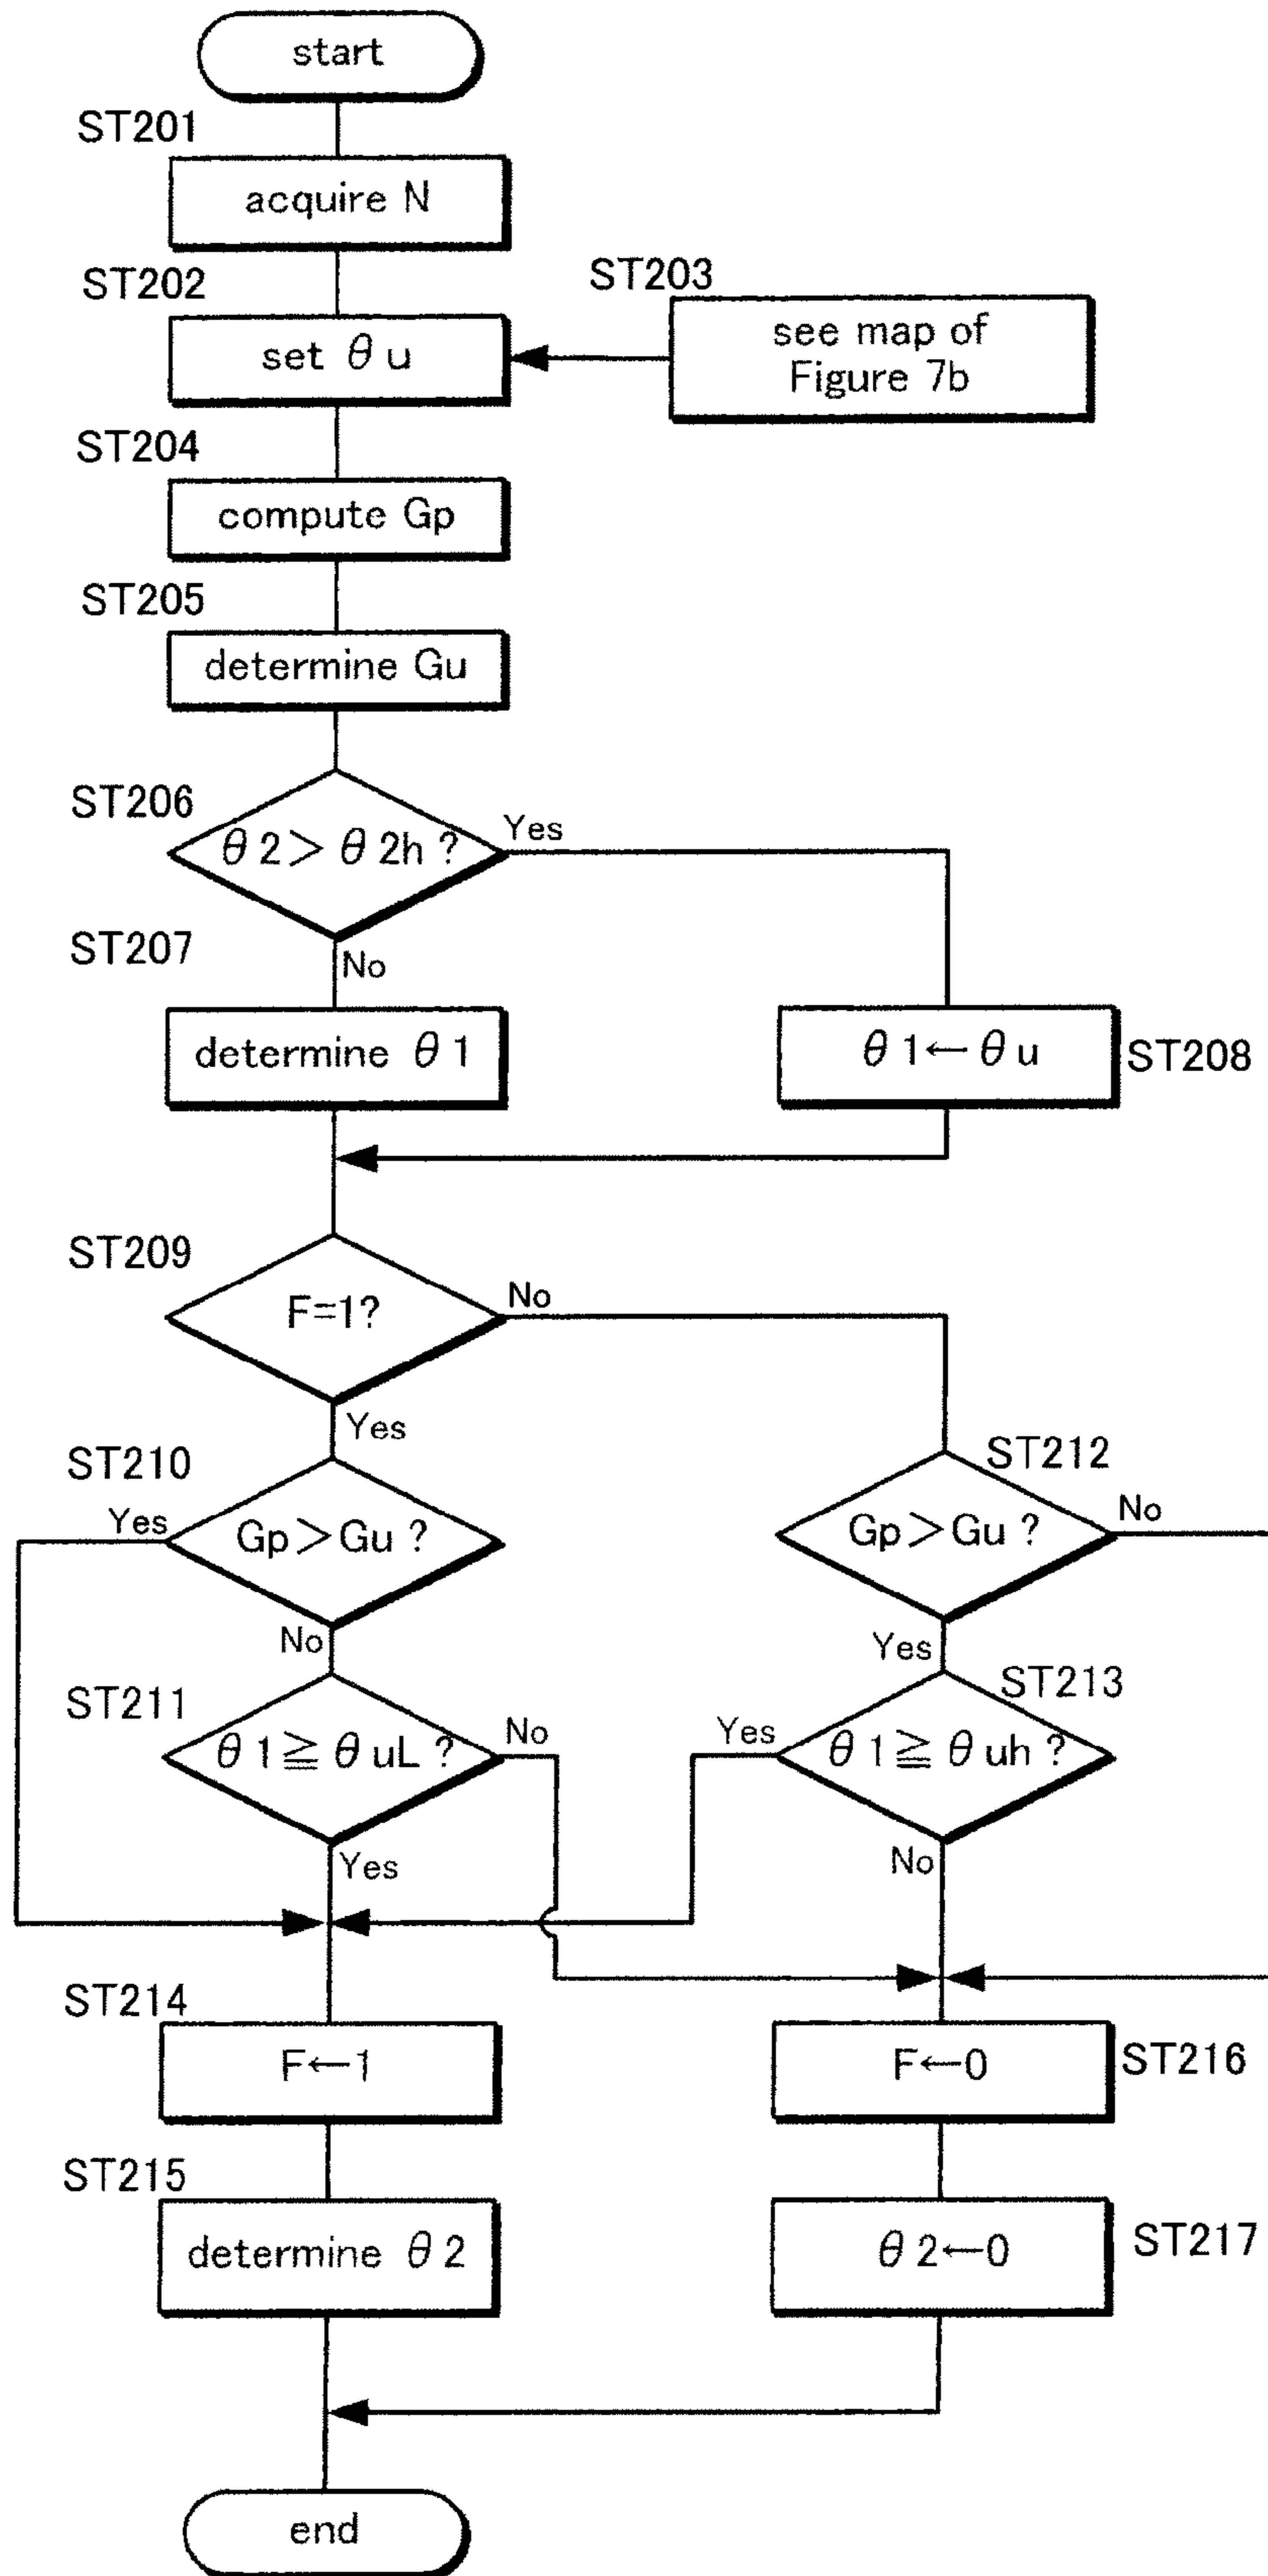 start
ST201
acquire N
ST202
set θu
ST203
see map of
Figure 7b
ST204
compute Gp
ST205
determine Gu
ST206
θ2＞θ2h ?
Yes
ST207
No
determine θ1
θ1←θu
ST208
ST209
F=1?
No
Yes
ST210
Yes
Gp＞Gu ?
No
ST212
Gp＞Gu ?
No
Yes
ST211
θ1≧θuL ?
No
Yes
ST213
Yes
θ1≧θuh ?
No
ST214
F←1
F←0
ST216
ST215
determine θ2
θ2←0
ST217
end